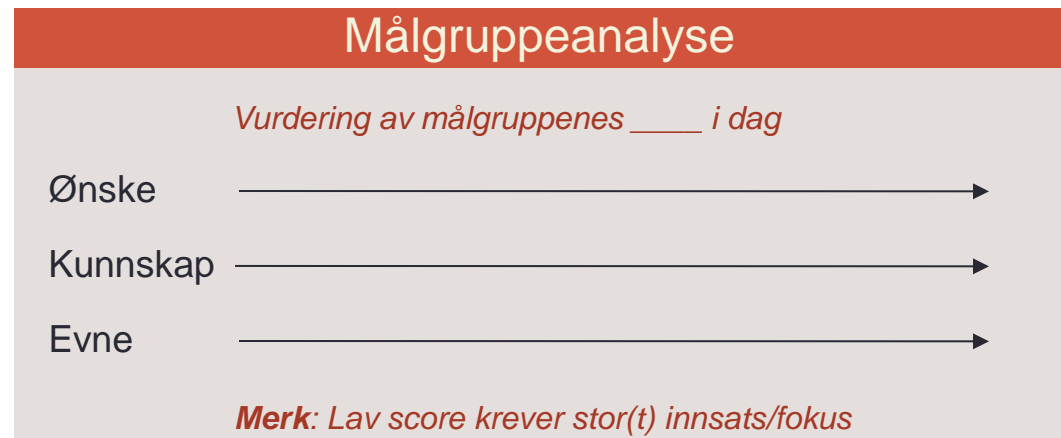 Målgruppeanalyse
Vurdering av målgruppenes ____ i dag
Ønske
Kunnskap
Evne
Merk: Lav score krever stor(t) innsats/fokus